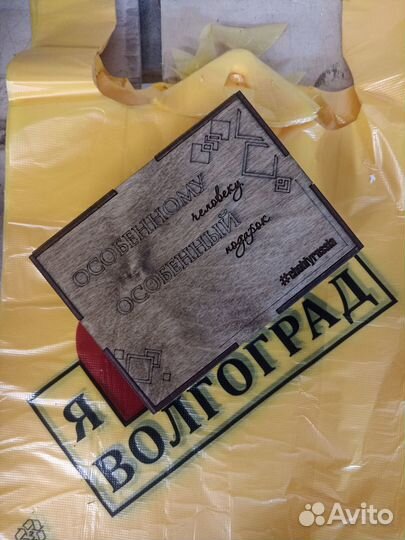 ОСОБЕННОМУ
человеку
ОСОБЕННЫЙ
подарок
Я
ВОЛГОГРАД
Avito